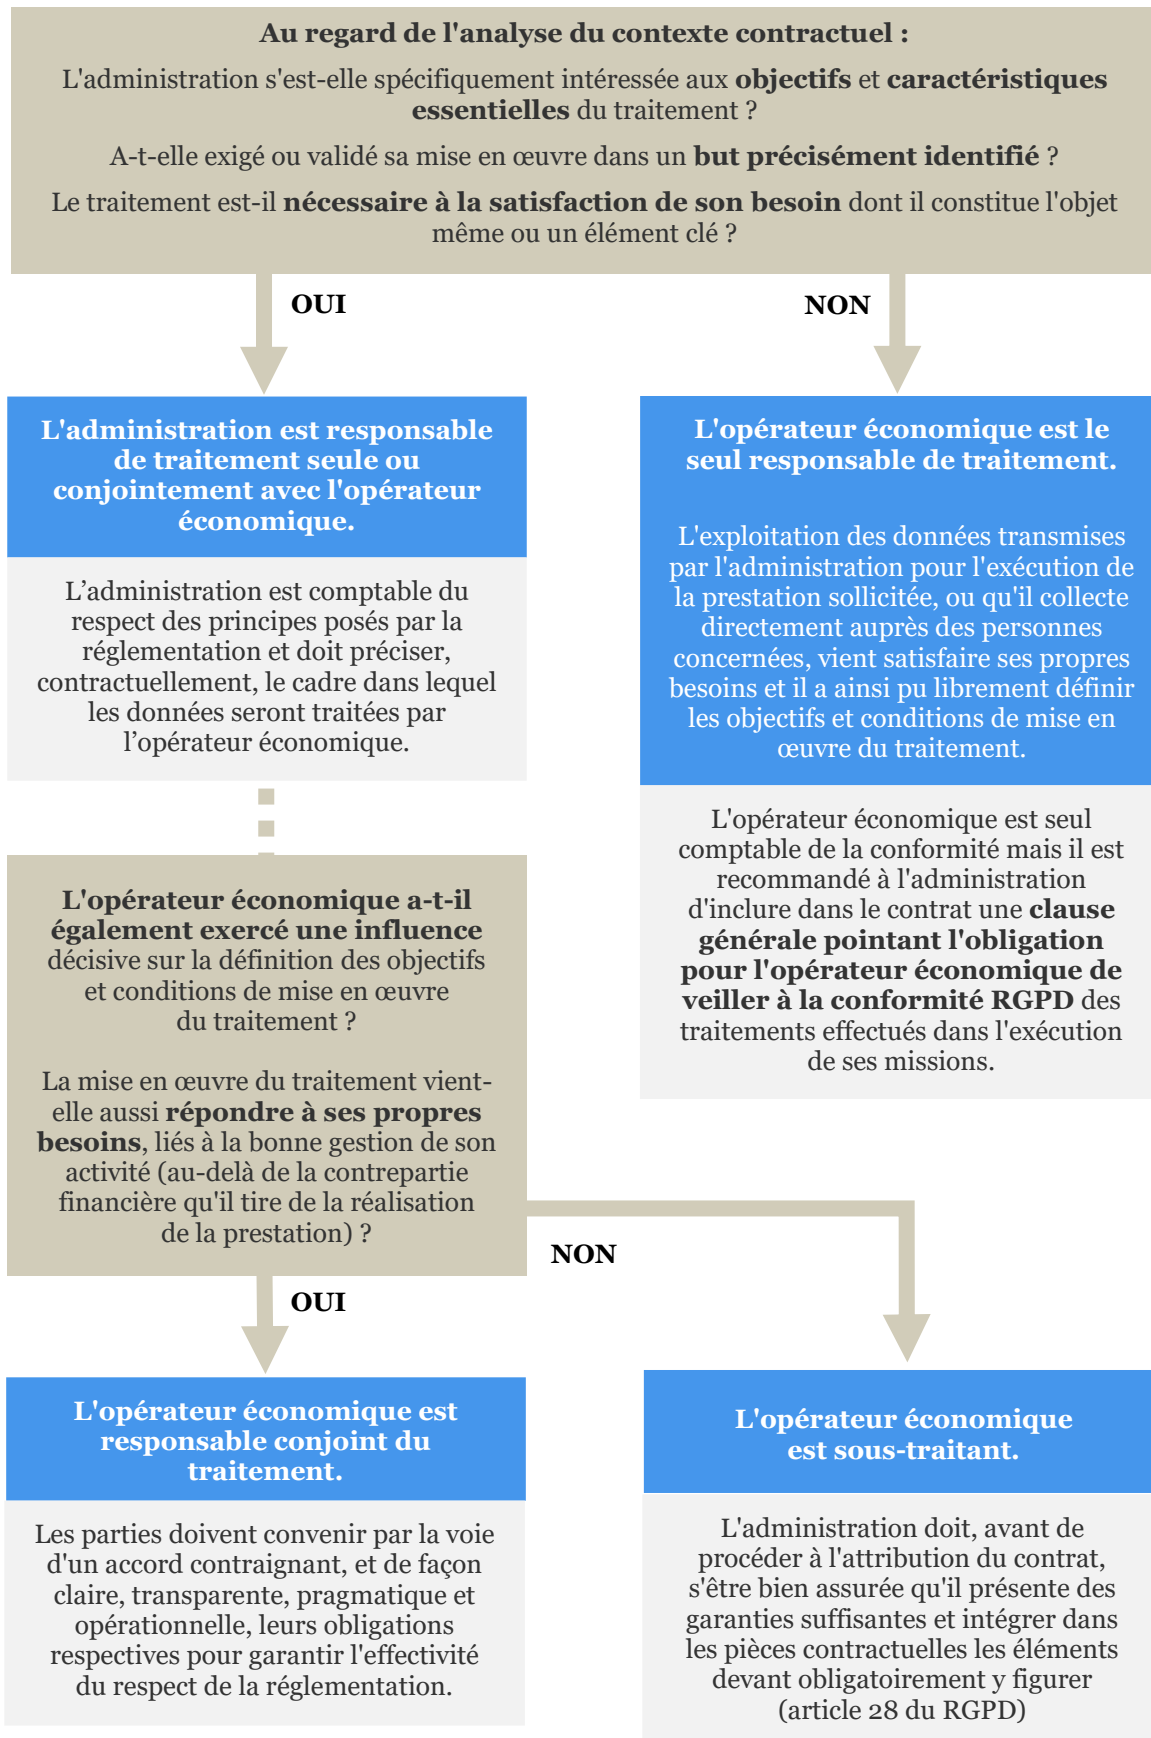 Au regard de l'analyse du contexte contractuel :
L'administration s'est-elle spécifiquement intéressée aux objectifs et caractéristiques
essentielles du traitement ?
A-t-elle exigé ou validé sa mise en œuvre dans un but précisément identifié ?
Le traitement est-il nécessaire à la satisfaction de son besoin dont il constitue l'objet
même ou un élément clé ?
OUI
NON
L'administration est responsable
de traitement seule ou
conjointement avec l'opérateur
économique.
L’administration est comptable du
respect des principes posés par la
réglementation et doit préciser,
contractuellement, le cadre dans lequel
les données seront traitées par
l’opérateur économique.
L'opérateur économique est le
seul responsable de traitement.
L'exploitation des données transmises
par l'administration pour l'exécution de
la prestation sollicitée, ou qu'il collecte
directement auprès des personnes
concernées, vient satisfaire ses propres
besoins et il a ainsi pu librement définir
les objectifs et conditions de mise en
œuvre du traitement.
L'opérateur économique est seul
comptable de la conformité mais il est
recommandé à l'administration
d'inclure dans le contrat une clause
générale pointant l'obligation
pour l'opérateur économique de
veiller à la conformité RGPD des
traitements effectués dans l'exécution
de ses missions.
L'opérateur économique a-t-il
également exercé une influence
décisive sur la définition des objectifs
et conditions de mise en œuvre
du traitement ?
La mise en œuvre du traitement vient-
elle aussi répondre à ses propres
besoins, liés à la bonne gestion de son
activité (au-delà de la contrepartie
financière qu'il tire de la réalisation
de la prestation) ?
NON
OUI
L'opérateur économique est
responsable conjoint du
traitement.
Les parties doivent convenir par la voie
d'un accord contraignant, et de façon
claire, transparente, pragmatique et
opérationnelle, leurs obligations
respectives pour garantir l'effectivité
du respect de la réglementation.
L'opérateur économique
est sous-traitant.
L'administration doit, avant de
procéder à l'attribution du contrat,
s'être bien assurée qu'il présente des
garanties suffisantes et intégrer dans
les pièces contractuelles les éléments
devant obligatoirement y figurer
(article 28 du RGPD)